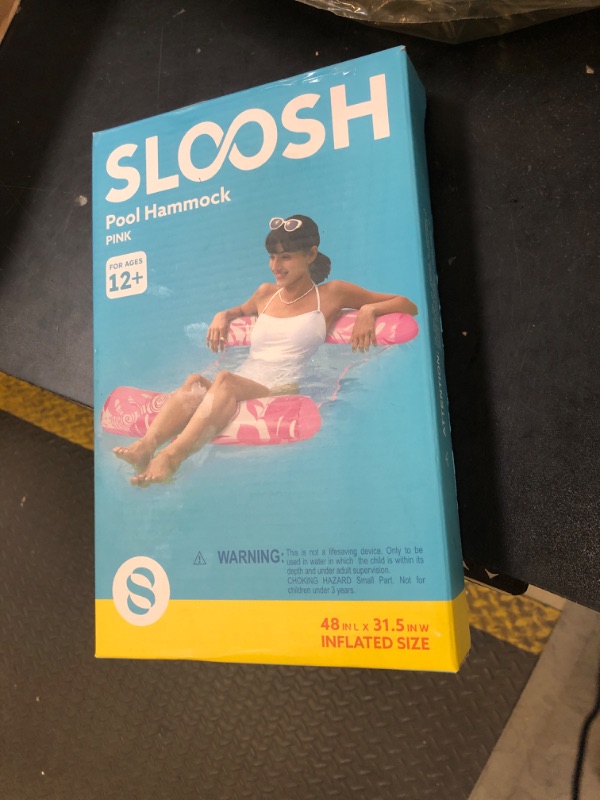 SLOOSH
Pool Hammock
PINK
FOR AGES
12+
WARNING:
This is not a lifesaving device. Only to be
used in water in which the child is within its
depth and under adult supervision.
CHOKING HAZARD Small Part. Not for
children under 3 years.
48 IN L X 31.5 IN W
INFLATED SIZE
ATTENTION